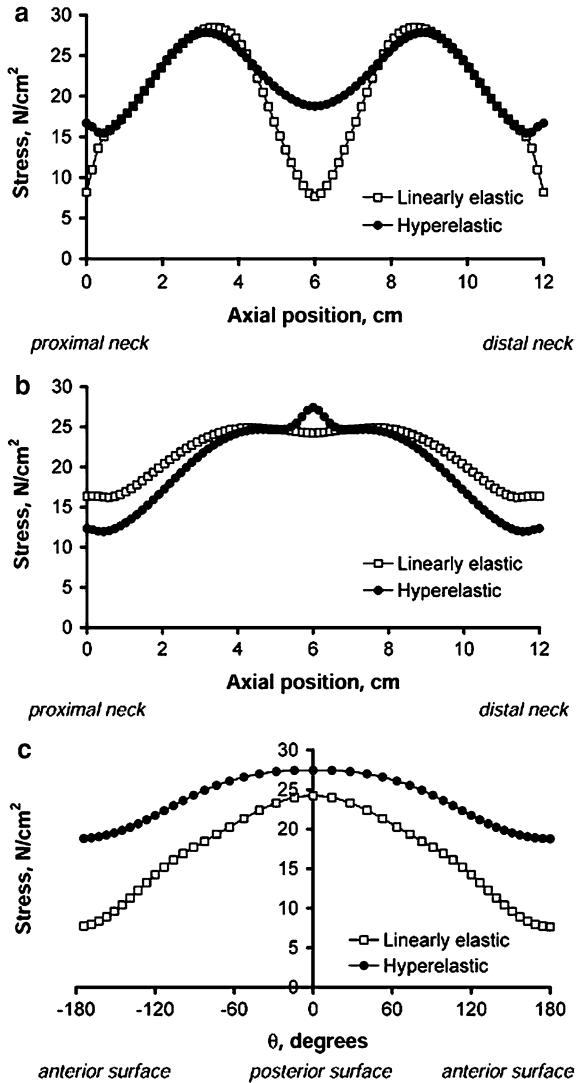 a
30
25
20
15
10
5
0
Stress, N/cm²
Linearly elastic
Hyperelastic
0 2 4 6 8 10 12
Axial position, cm
proximal neck distal neck
b
30
25
20
15
10
5
0
Stress, N/cm²
Linearly elastic
Hyperelastic
0 2 4 6 8 10 12
Axial position, cm
proximal neck distal neck
c
30
25
20
15
10
5
0
Stress, N/cm²
Linearly elastic
Hyperelastic
-180 -120 -60 0 60 120 180
θ, degrees
anterior surface posterior surface anterior surface